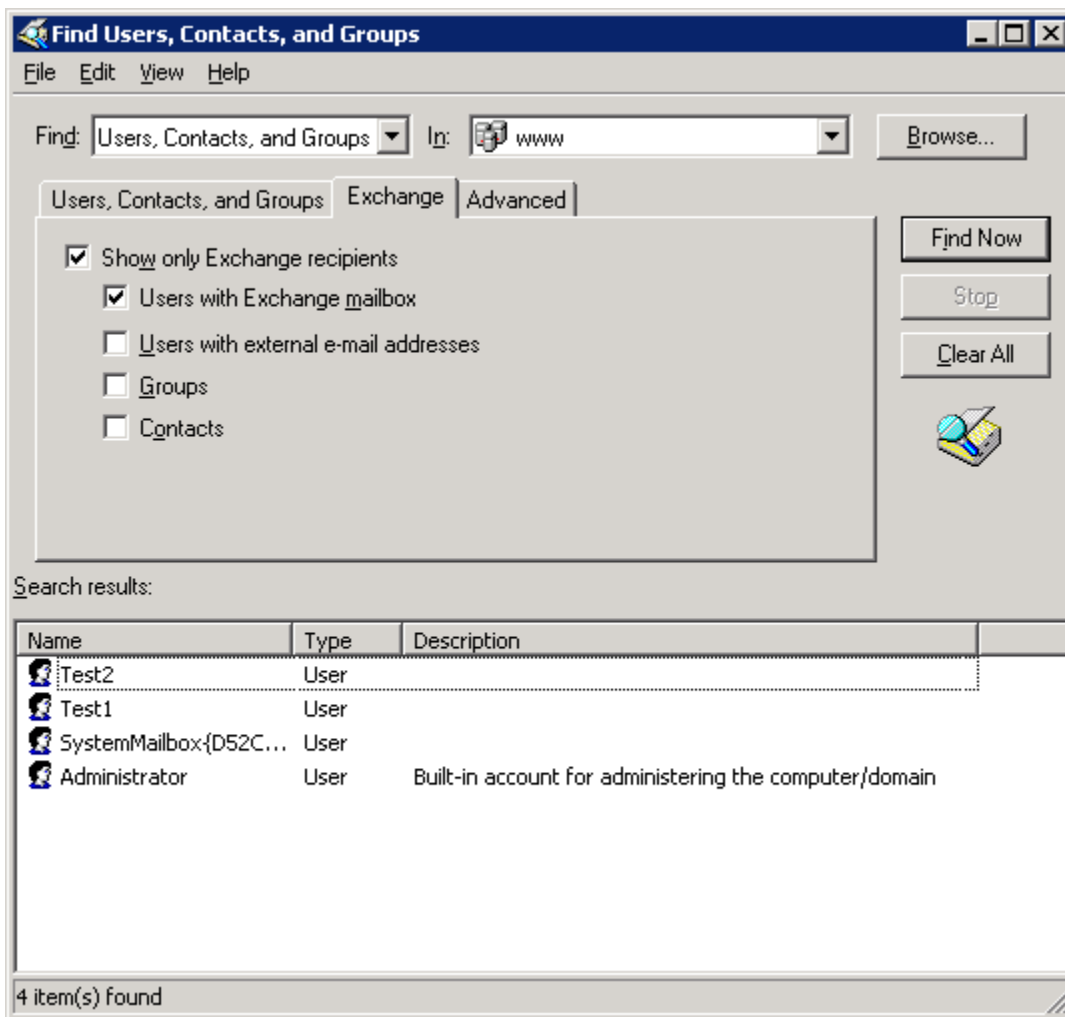 Find Users, Contacts, and Groups
File Edit View Help
Find: Users, Contacts, and Groups In: www Browse...
Users, Contacts, and Groups Exchange Advanced
Show only Exchange recipients
Users with Exchange mailbox
Users with external e-mail addresses
Groups
Contacts
Find Now
Stop
Clear All
Search results:
Name Type Description
Test2 User
Test1 User
SystemMailbox{D52C... User
Administrator User Built-in account for administering the computer/domain
4 item(s) found